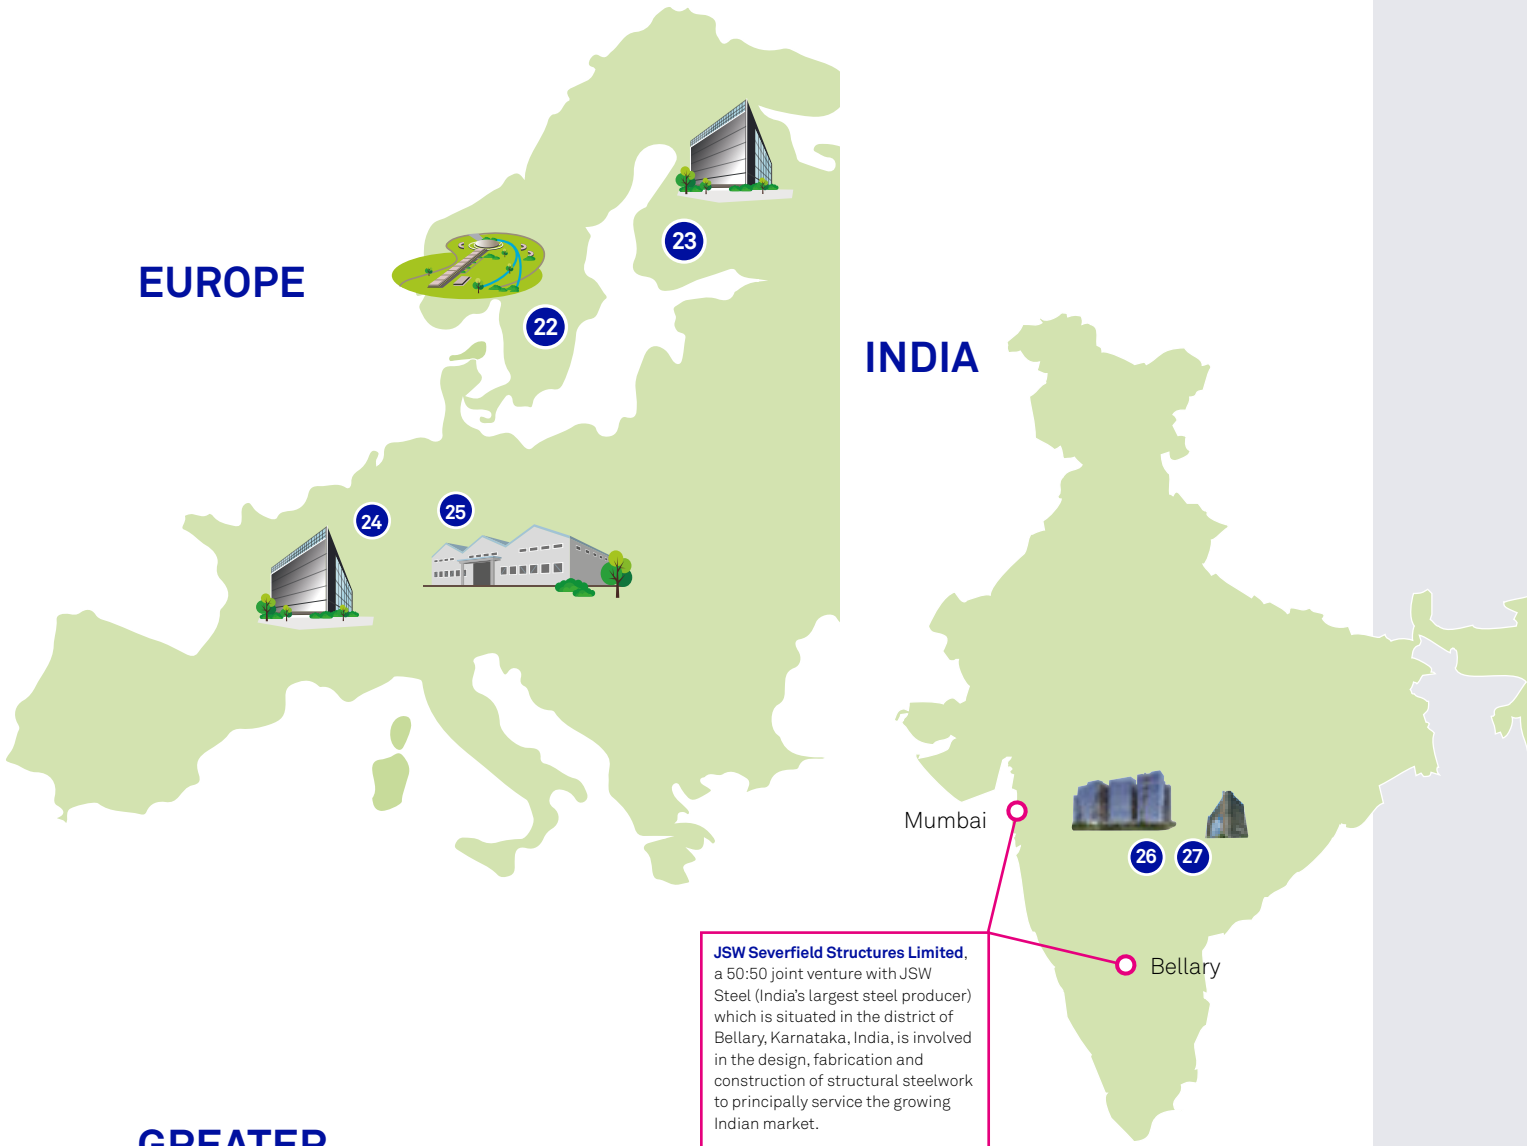 EUROPE
23
22
INDIA
24
25
Mumbai
26
27
JSW Severfield Structures Limited,
a 50:50 joint venture with JSW
Steel (India’s largest steel producer)
which is situated in the district of
Bellary, Karnataka, India, is involved
in the design, fabrication and
construction of structural steelwork
to principally service the growing
Indian market.
Bellary
GREATER